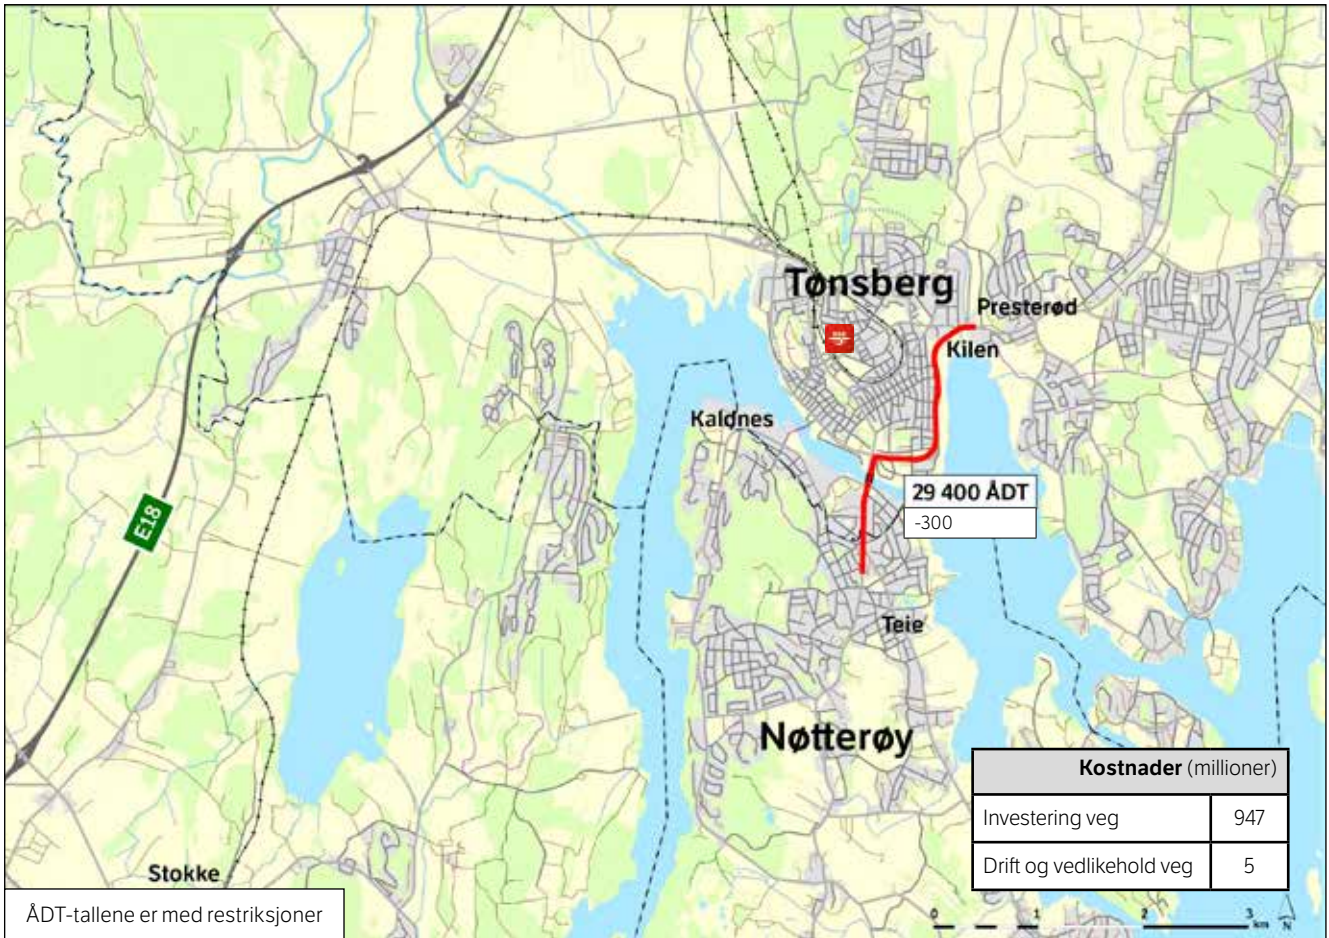 Tønsberg
Presterød
Kilen
Kaldnes
29 400 ÅDT
-300
E18
Teie
Nøtterøy
Kostnader (millioner)
Investering veg 947
Drift og vedlikehold veg 5
Stokke
ÅDT-tallene er med restriksjoner
0 1 2 3
km N